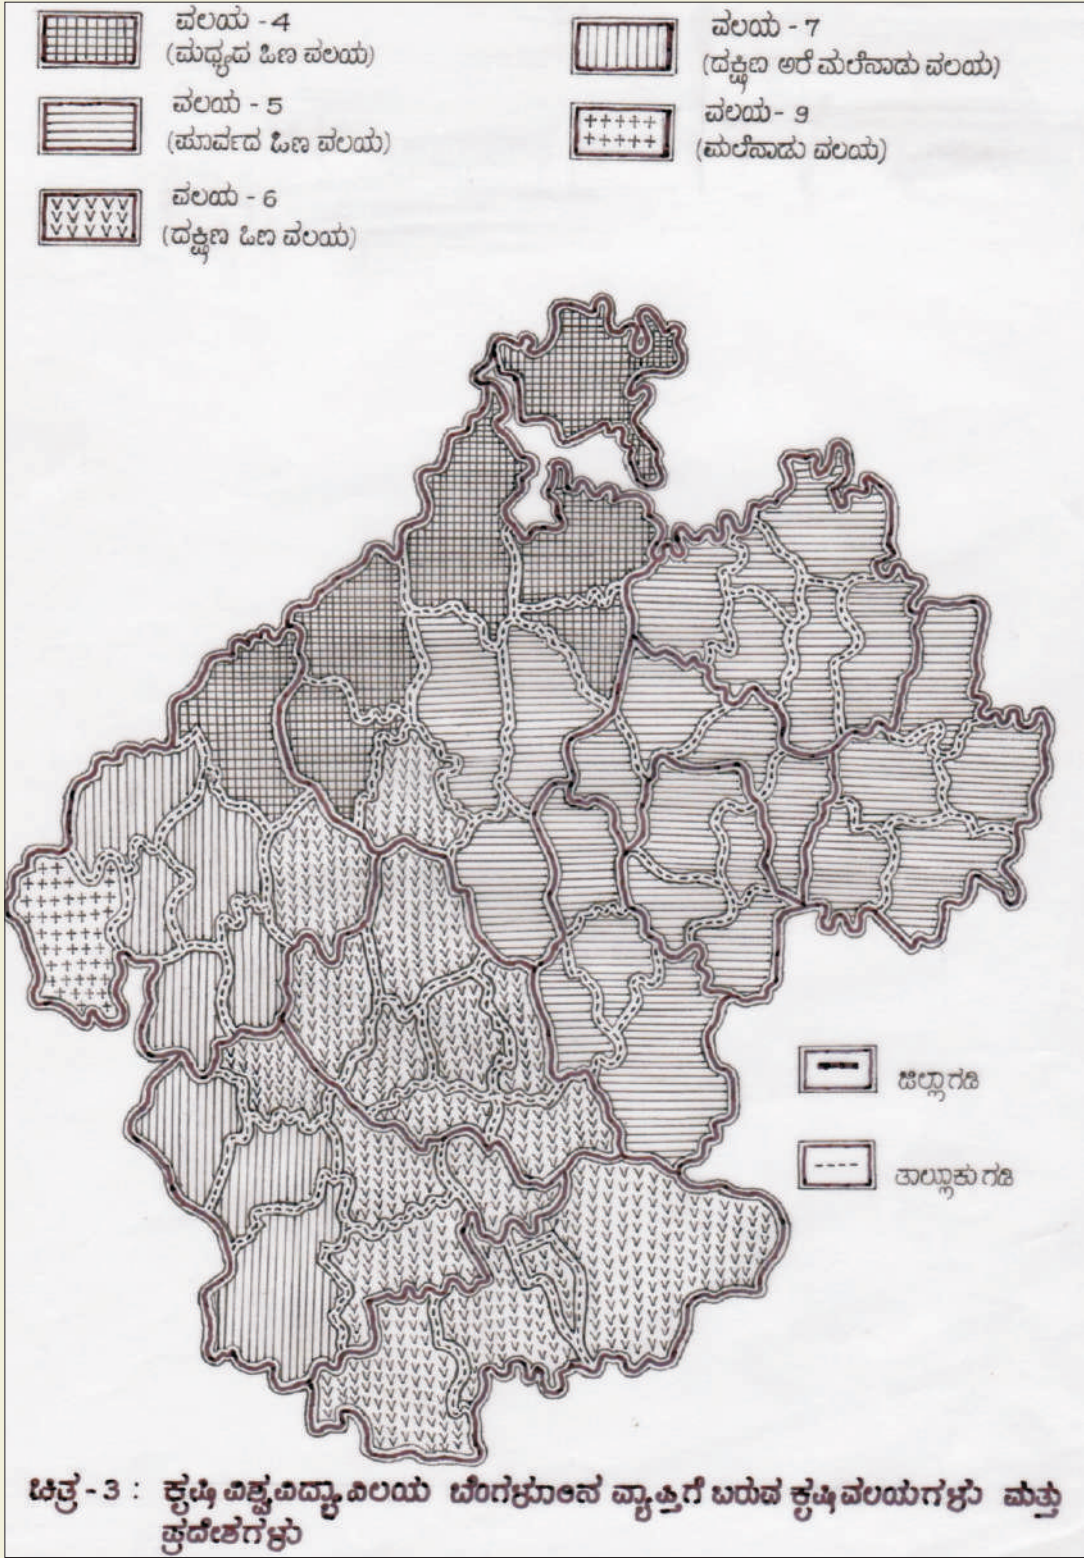 ವಲಯ - 4
(ಮಧ್ಯದ ಒಣ ವಲಯ)
ವಲಯ - 5
(ಪೂರ್ವದ ಒಣ ವಲಯ)
ವಲಯ - 6
(ದಕ್ಷಿಣ ಒಣ ವಲಯ)
ವಲಯ - 7
(ದಕ್ಷಿಣ ಅರೆ ಮಲೆನಾಡು ವಲಯ)
ವಲಯ - 9
(ಮಲೆನಾಡು ವಲಯ)
ಜಿಲ್ಲಾ ಗಡಿ
ತಾಲ್ಲೂಕು ಗಡಿ
ಚಿತ್ರ - 3 : ಕೃಷಿ ವಿಶ್ವವಿದ್ಯಾನಿಲಯ ಬೆಂಗಳೂರಿನ ವ್ಯಾಪ್ತಿಗೆ ಬರುವ ಕೃಷಿ ವಲಯಗಳು ಮತ್ತು
ಪ್ರದೇಶಗಳು